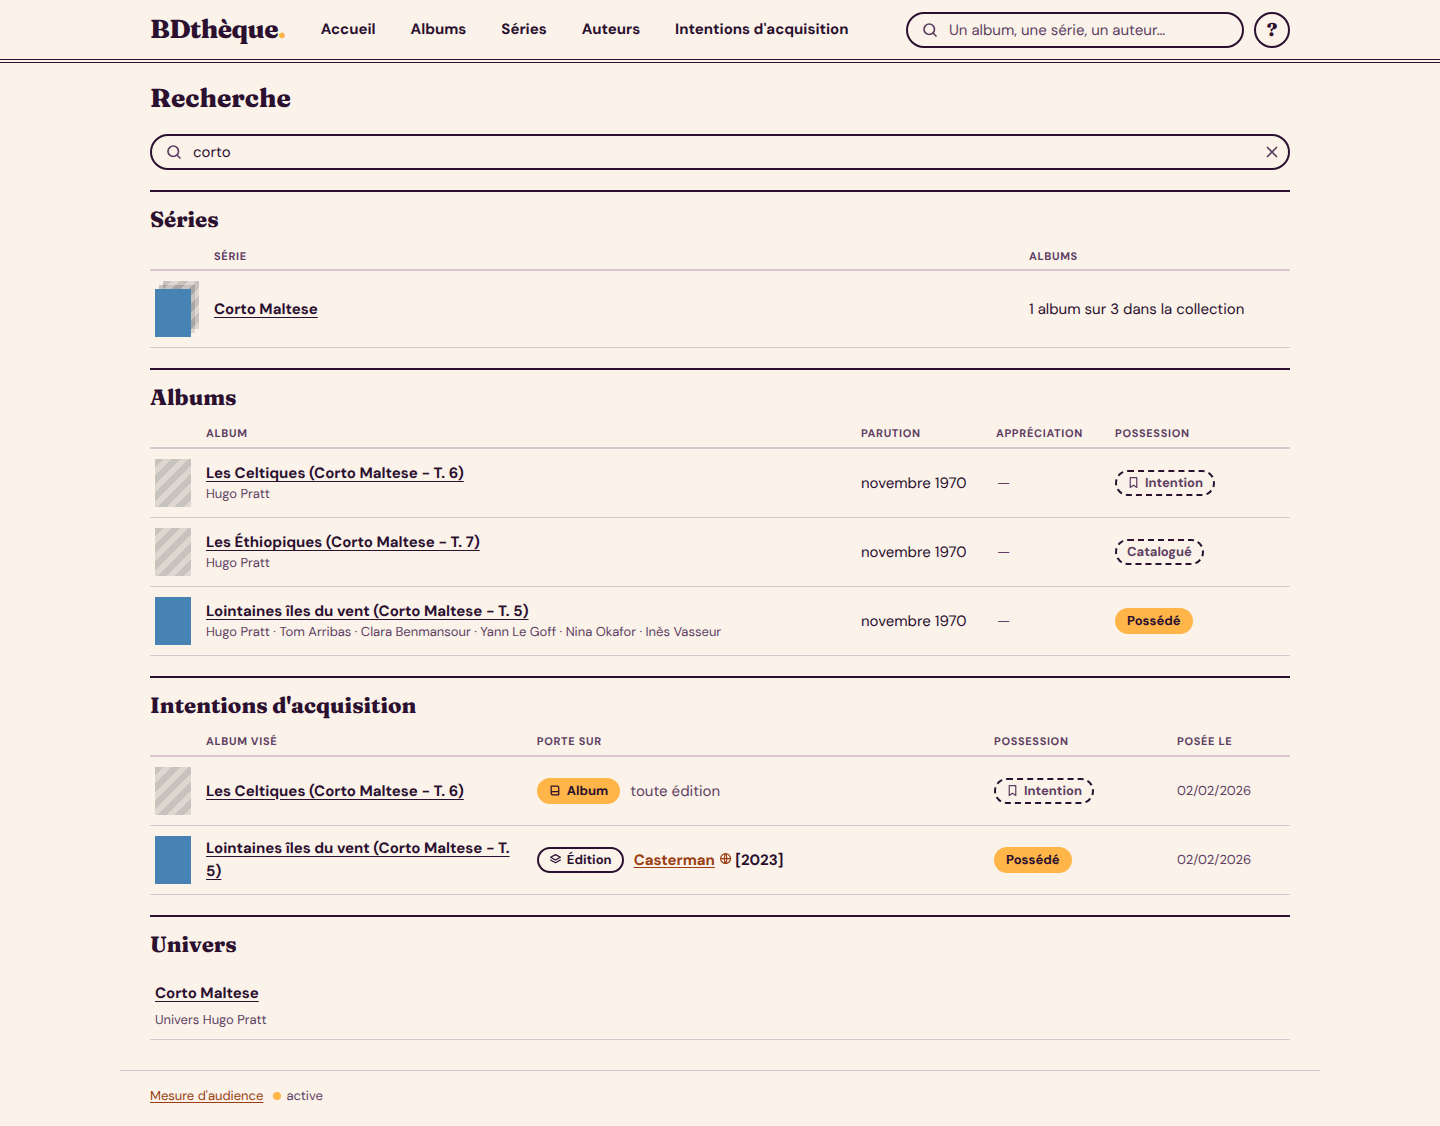 BDthèque. Accueil Albums Séries Auteurs Intentions d'acquisition Un album, une série, un auteur... ?
Recherche
corto
Séries
SÉRIE ALBUMS
Corto Maltese 1 album sur 3 dans la collection
Albums
ALBUM PARUTION APPRÉCIATION POSSESSION
Les Celtiques (Corto Maltese - T. 6)
Hugo Pratt
novembre 1970 — Intention
Les Éthiopiques (Corto Maltese - T. 7)
Hugo Pratt
novembre 1970 — Catalogué
Lointaines îles du vent (Corto Maltese - T. 5)
Hugo Pratt · Tom Arribas · Clara Benmansour · Yann Le Goff · Nina Okafor · Inès Vasseur
novembre 1970 — Possédé
Intentions d'acquisition
ALBUM VISÉ PORTE SUR POSSESSION POSÉE LE
Les Celtiques (Corto Maltese - T. 6) Album toute édition Intention 02/02/2026
Lointaines îles du vent (Corto Maltese - T.
5)
Édition Casterman [2023] Possédé 02/02/2026
Univers
Corto Maltese
Univers Hugo Pratt
Mesure d'audience active